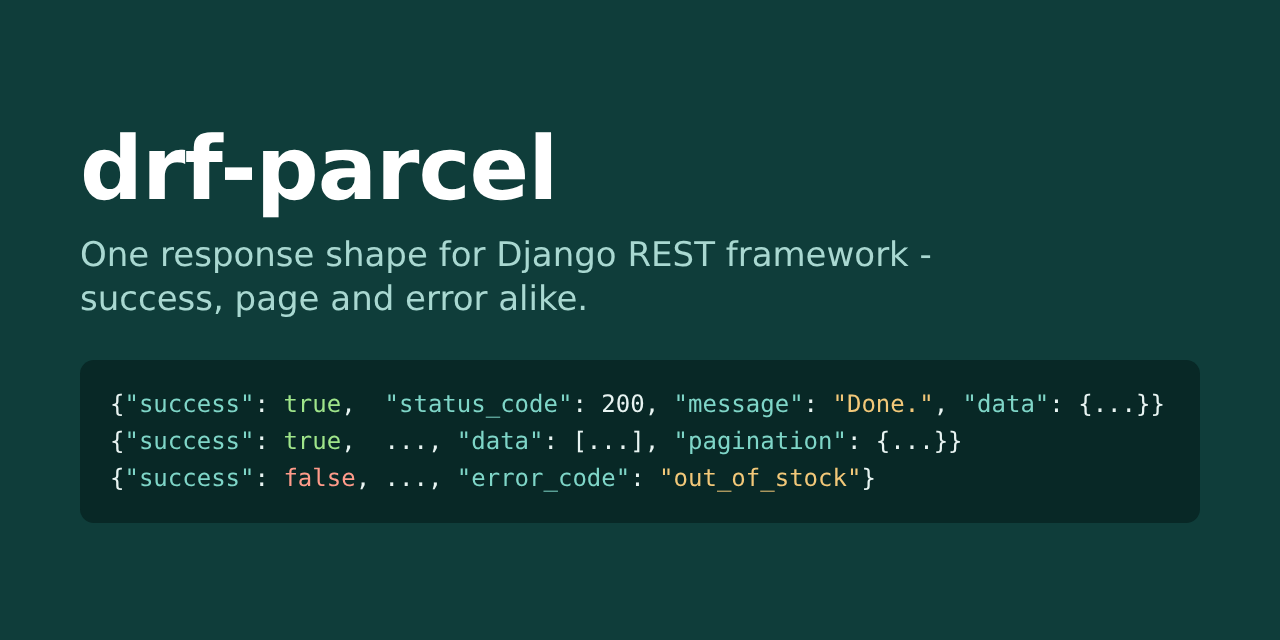 drf-parcel
One response shape for Django REST framework -
success, page and error alike.
{"success": true,  "status_code": 200, "message": "Done.", "data": {...}}
{"success": true,  ..., "data": [...], "pagination": {...}}
{"success": false, ..., "error_code": "out_of_stock"}